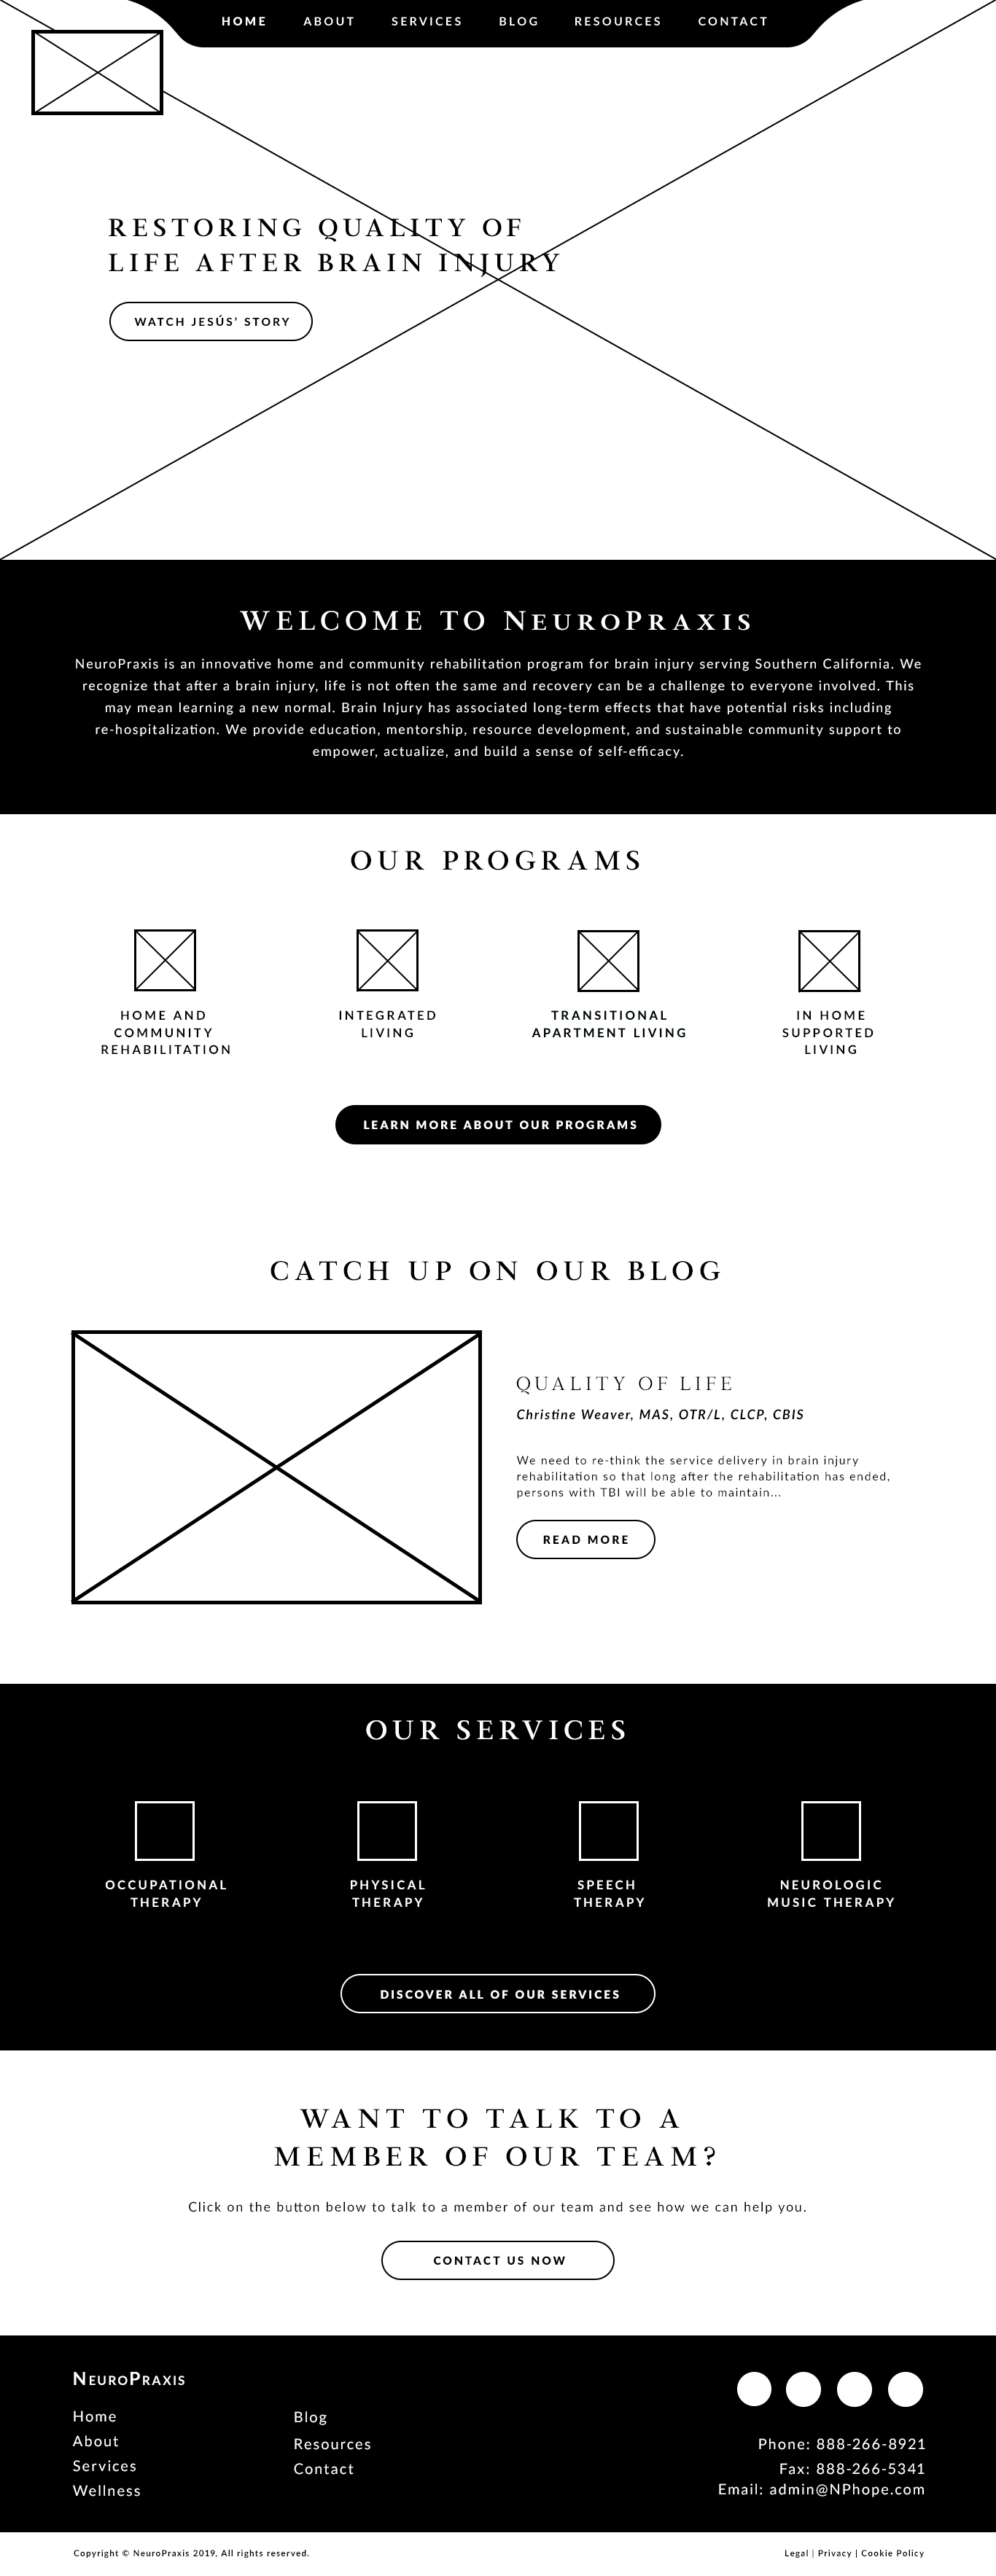 HOME ABOUT SERVICES BLOG RESOURCES CONTACT
RESTORING QUALITY OF
LIFE AFTER BRAIN INJURY
WATCH JESÚS’ STORY
WELCOME TO NEUROPRAXIS
NeuroPraxis is an innovative home and community rehabilitation program for brain injury serving Southern California. We
recognize that after a brain injury, life is not often the same and recovery can be a challenge to everyone involved. This
may mean learning a new normal. Brain Injury has associated long-term effects that have potential risks including
re-hospitalization. We provide education, mentorship, resource development, and sustainable community support to
empower, actualize, and build a sense of self-efficacy.
OUR PROGRAMS
HOME AND
COMMUNITY
REHABILITATION
INTEGRATED
LIVING
TRANSITIONAL
APARTMENT LIVING
IN HOME
SUPPORTED
LIVING
LEARN MORE ABOUT OUR PROGRAMS
CATCH UP ON OUR BLOG
QUALITY OF LIFE
Christine Weaver, MAS, OTR/L, CLCP, CBIS
We need to re-think the service delivery in brain injury
rehabilitation so that long after the rehabilitation has ended,
persons with TBI will be able to maintain...
READ MORE
OUR SERVICES
OCCUPATIONAL
THERAPY
PHYSICAL
THERAPY
SPEECH
THERAPY
NEUROLOGIC
MUSIC THERAPY
DISCOVER ALL OF OUR SERVICES
WANT TO TALK TO A
MEMBER OF OUR TEAM?
Click on the button below to talk to a member of our team and see how we can help you.
CONTACT US NOW
NEUROPRAXIS
Home
About
Services
Wellness
Blog
Resources
Contact
Phone: 888-266-8921
Fax: 888-266-5341
Email: admin@NPhope.com
Copyright © NeuroPraxis 2019, All rights reserved.
Legal | Privacy | Cookie Policy